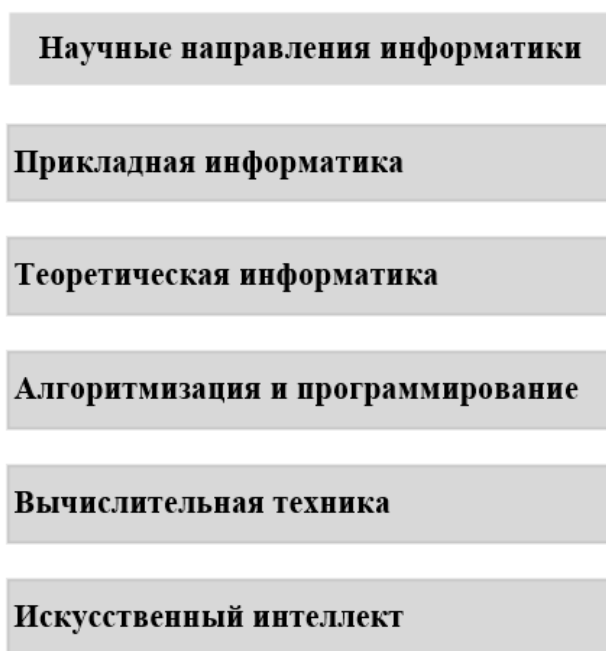 Научные направления информатики
Прикладная информатика
Теоретическая информатика
Алгоритмизация и программирование
Вычислительная техника
Искусственный интеллект